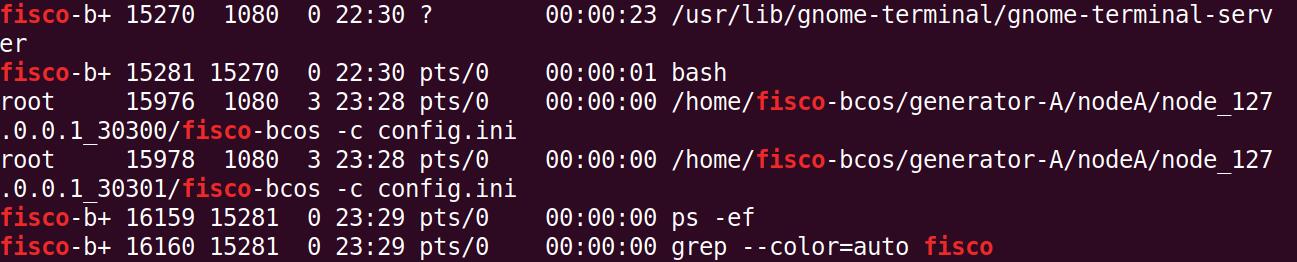 fisco-b+ 15270  1080  0 22:30 ?        00:00:23 /usr/lib/gnome-terminal/gnome-terminal-serv
er
fisco-b+ 15281 15270  0 22:30 pts/0    00:00:01 bash
root     15976  1080  3 23:28 pts/0    00:00:00 /home/fisco-bcos/generator-A/nodeA/node_127
.0.0.1_30300/fisco-bcos -c config.ini
root     15978  1080  3 23:28 pts/0    00:00:00 /home/fisco-bcos/generator-A/nodeA/node_127
.0.0.1_30301/fisco-bcos -c config.ini
fisco-b+ 16159 15281  0 23:29 pts/0    00:00:00 ps -ef
fisco-b+ 16160 15281  0 23:29 pts/0    00:00:00 grep --color=auto fisco